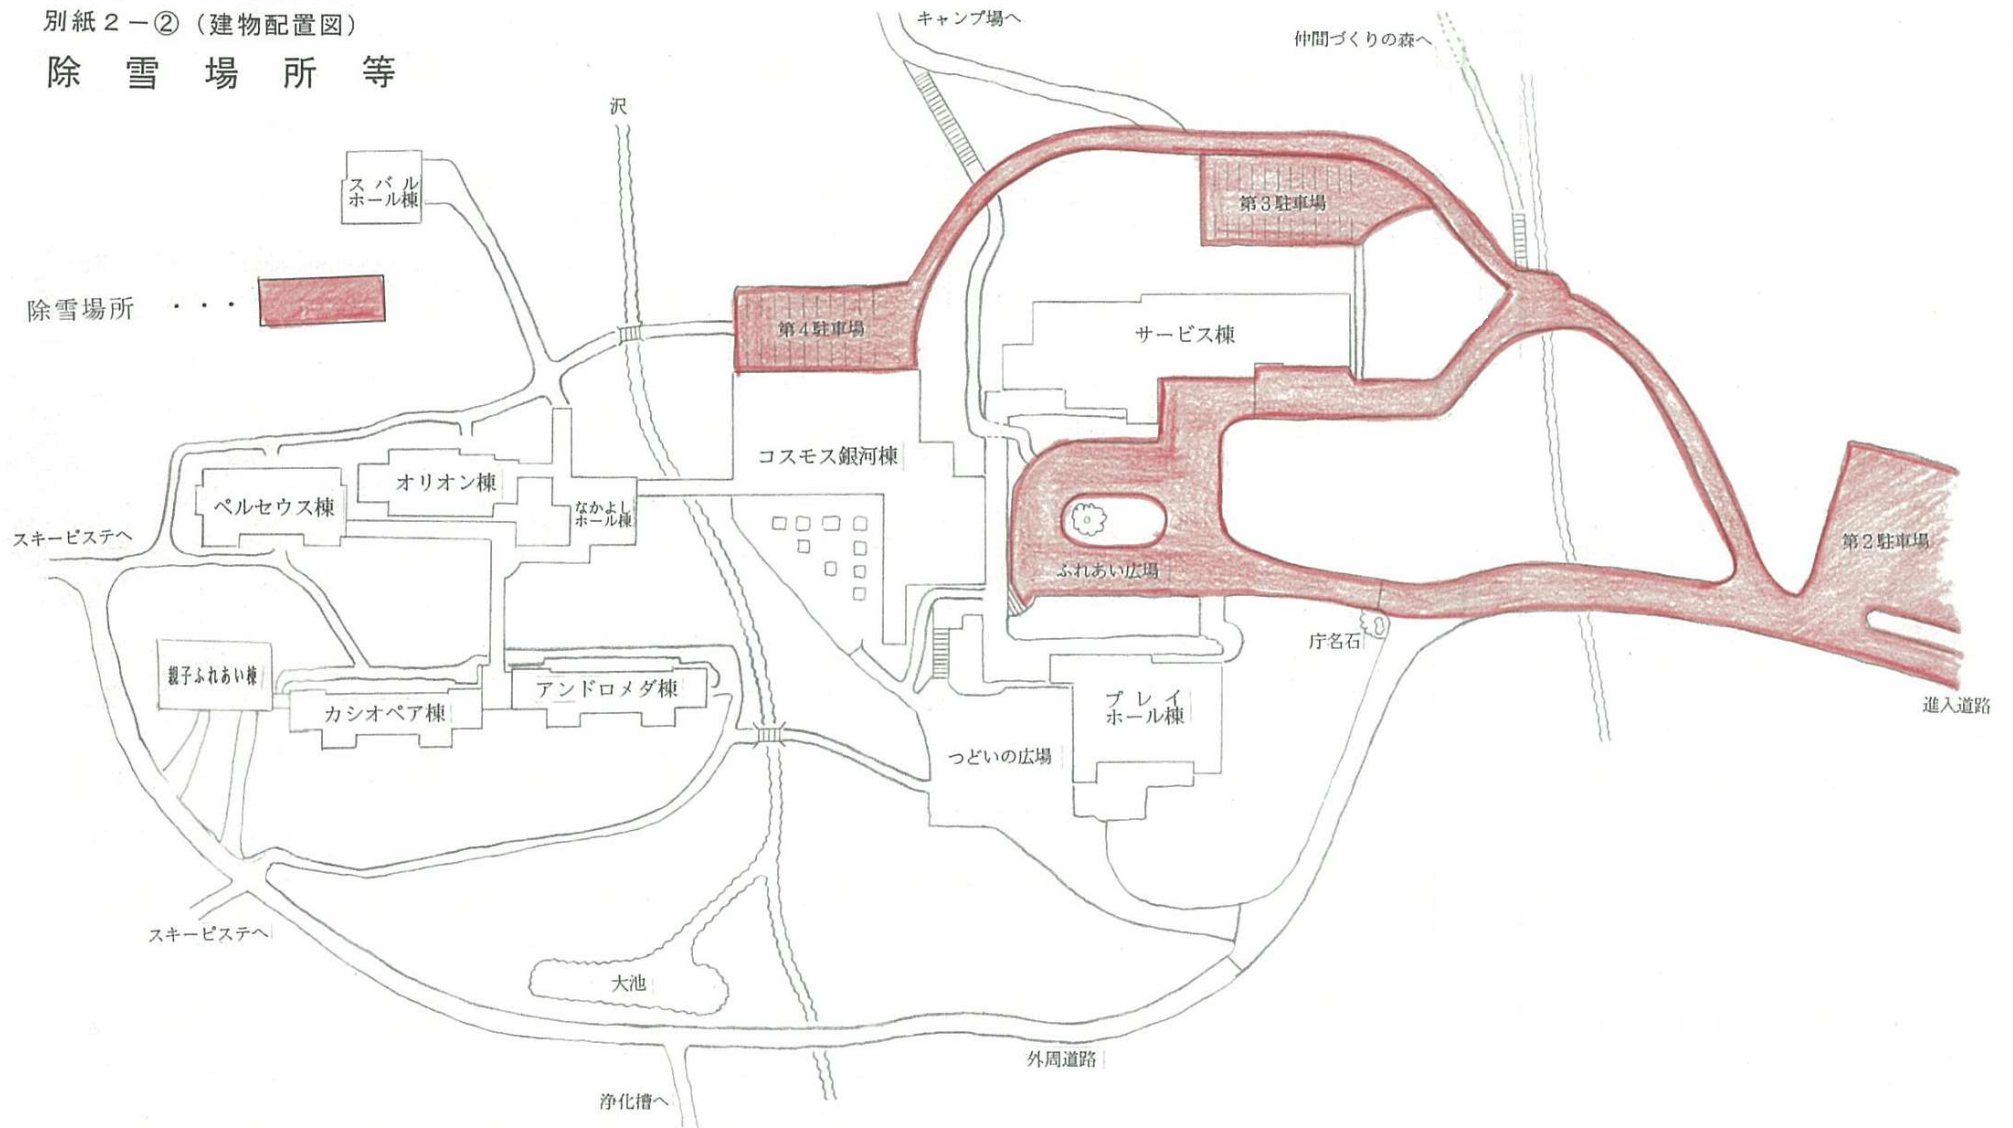 別紙２－②（建物配置図）
除雪場所等
キャンプ場へ
仲間づくりの森へ
沢
スバル
ホール棟
第３駐車場
除雪場所 ・・・
第４駐車場
サービス棟
コスモス銀河棟
オリオン棟
ペルセウス棟
なかよし
ホール棟
スキーピステへ
第２駐車場
ふれあい広場
庁名石
親子ふれあい棟
アンドロメダ棟
カシオペア棟
プレイ
ホール棟
進入道路
つどいの広場
スキーピステへ
大池
外周道路
浄化槽へ